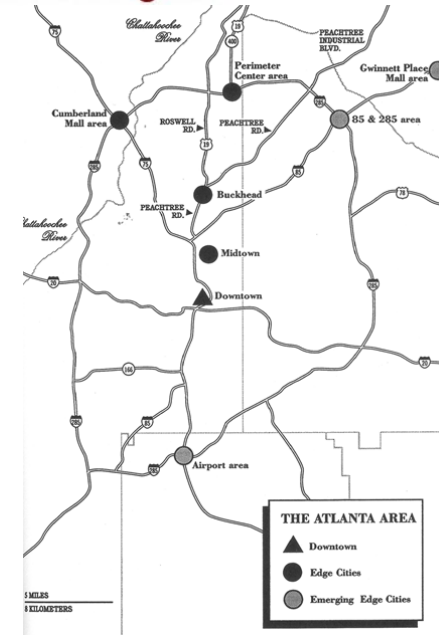 75
Chattahoochee
River
19
400
PEACHTREE
INDUSTRIAL
BLVD.
Perimeter
Center area
Gwinnett Place
Mall area
Cumberland
Mall area
285
85 & 285 area
ROSWELL
RD.
PEACHTREE
RD.
19
285
75
85
78
Buckhead
PEACHTREE
RD.
hattahoochee
River
Midtown
20
285
Downtown
20
166
285
85
285
Airport area
THE ATLANTA AREA
Downtown
Edge Cities
Emerging Edge Cities
5 MILES
8 KILOMETERS